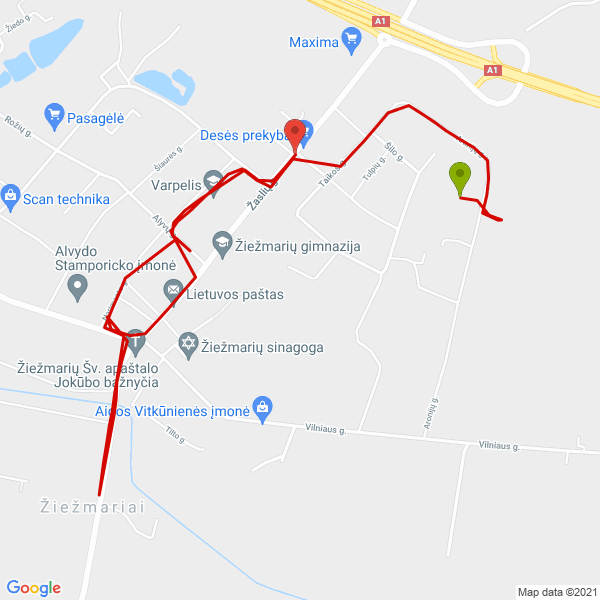 Žiedo g.
Maxima
A1
A1
Pasagėlė
Rožių g.
Šiaurės g.
Desės prekyba
Šilo g.
Taikos g.
Tulpių g.
Varpelis
Scan technika
Žaslių g.
Alyvų g.
Žiežmarių gimnazija
Alvydo
Stamporicko įmonė
Lietuvos paštas
Žiežmarių sinagoga
Žiežmarių Šv. apaštalo
Jokūbo bažnyčia
Aidos Vitkūnienės įmonė
Aronijų g.
Tilto g.
Vilniaus g.
Vilniaus g.
Žiežmariai
Google
Map data ©2021